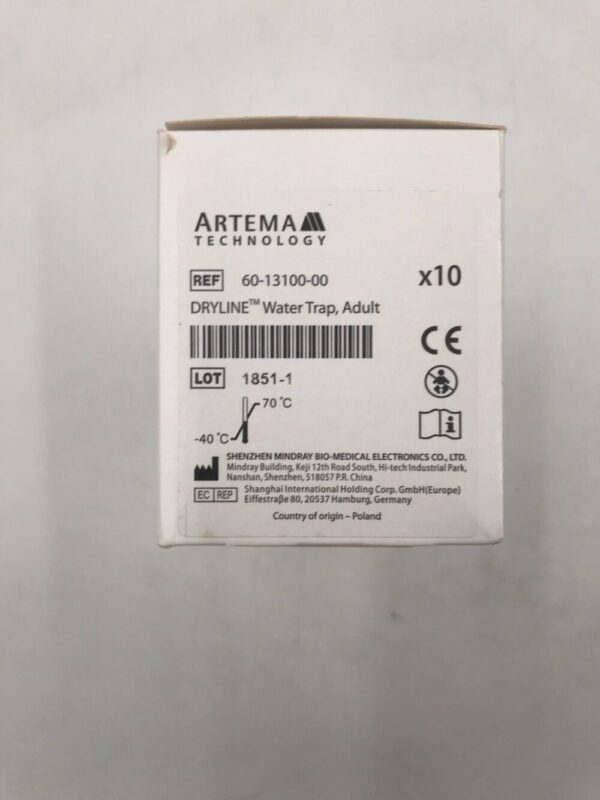 ARTEMA
TECHNOLOGY
REF 60-13100-00 x10
DRYLINE™ Water Trap, Adult
CE
LOT 1851-1
70 °C
-40 °C
SHENZHEN MINDRAY BIO-MEDICAL ELECTRONICS CO., LTD.
Mindray Building, Keji 12th Road South, Hi-tech Industrial Park,
Nanshan, Shenzhen, 518057 P.R. China
EC REP Shanghai International Holding Corp. GmbH(Europe)
Eiffestraβe 80, 20537 Hamburg, Germany
Country of origin – Poland